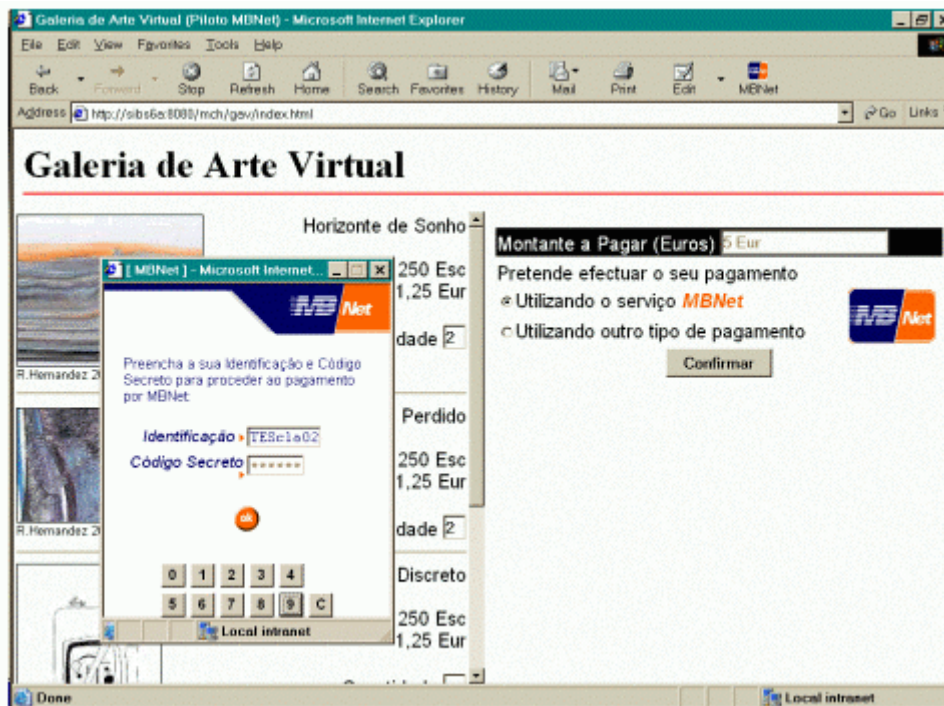 Galeria de Arte Virtual (Piloto MBNet) - Microsoft Internet Explorer
File Edit View Favorites Tools Help
Back Forward Stop Refresh Home Search Favorites History Mail Print Edit MBNet
Address http://sibs6a:8080/mch/gav/index.html Go Links
Galeria de Arte Virtual
Horizonte de Sonho
250 Esc
1,25 Eur
dade 2
R.Hernandez
Perdido
250 Esc
1,25 Eur
dade 2
R.Hernandez
Discreto
250 Esc
1,25 Eur
[ MBNet ] - Microsoft Internet...
MB Net
Preencha a sua Identificação e Código
Secreto para proceder ao pagamento
por MBNet:
Identificação TEScla02
Código Secreto ******
ok
0 1 2 3 4
5 6 7 8 9 C
Local intranet
Montante a Pagar (Euros) 5 Eur
Pretende efectuar o seu pagamento
Utilizando o serviço MBNet
Utilizando outro tipo de pagamento
MB Net
Confirmar
Done Local intranet